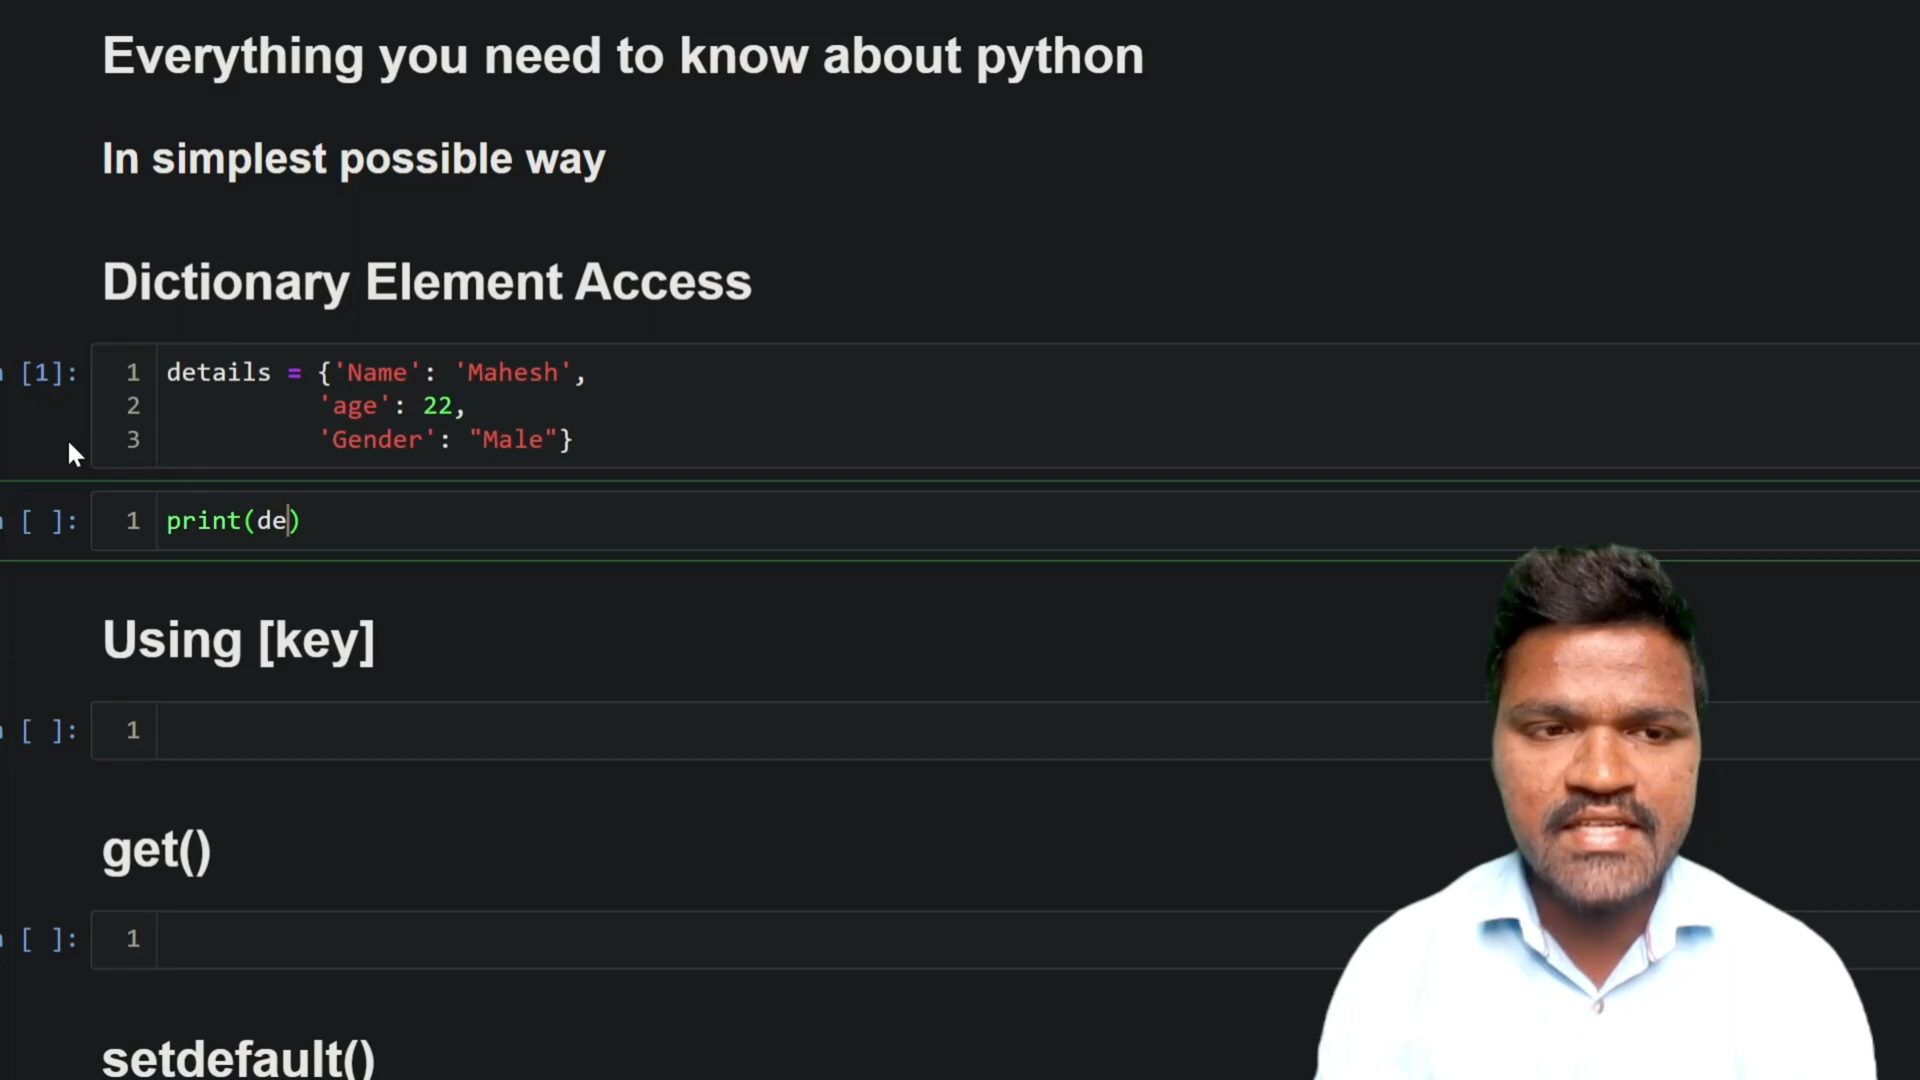 Everything you need to know about python
In simplest possible way
Dictionary Element Access
[1]: 1 details = {'Name': 'Mahesh',
2 'age': 22,
3 'Gender': "Male"}
[ ]: 1 print(de)
Using [key]
[ ]: 1
get()
[ ]: 1
setdefault()